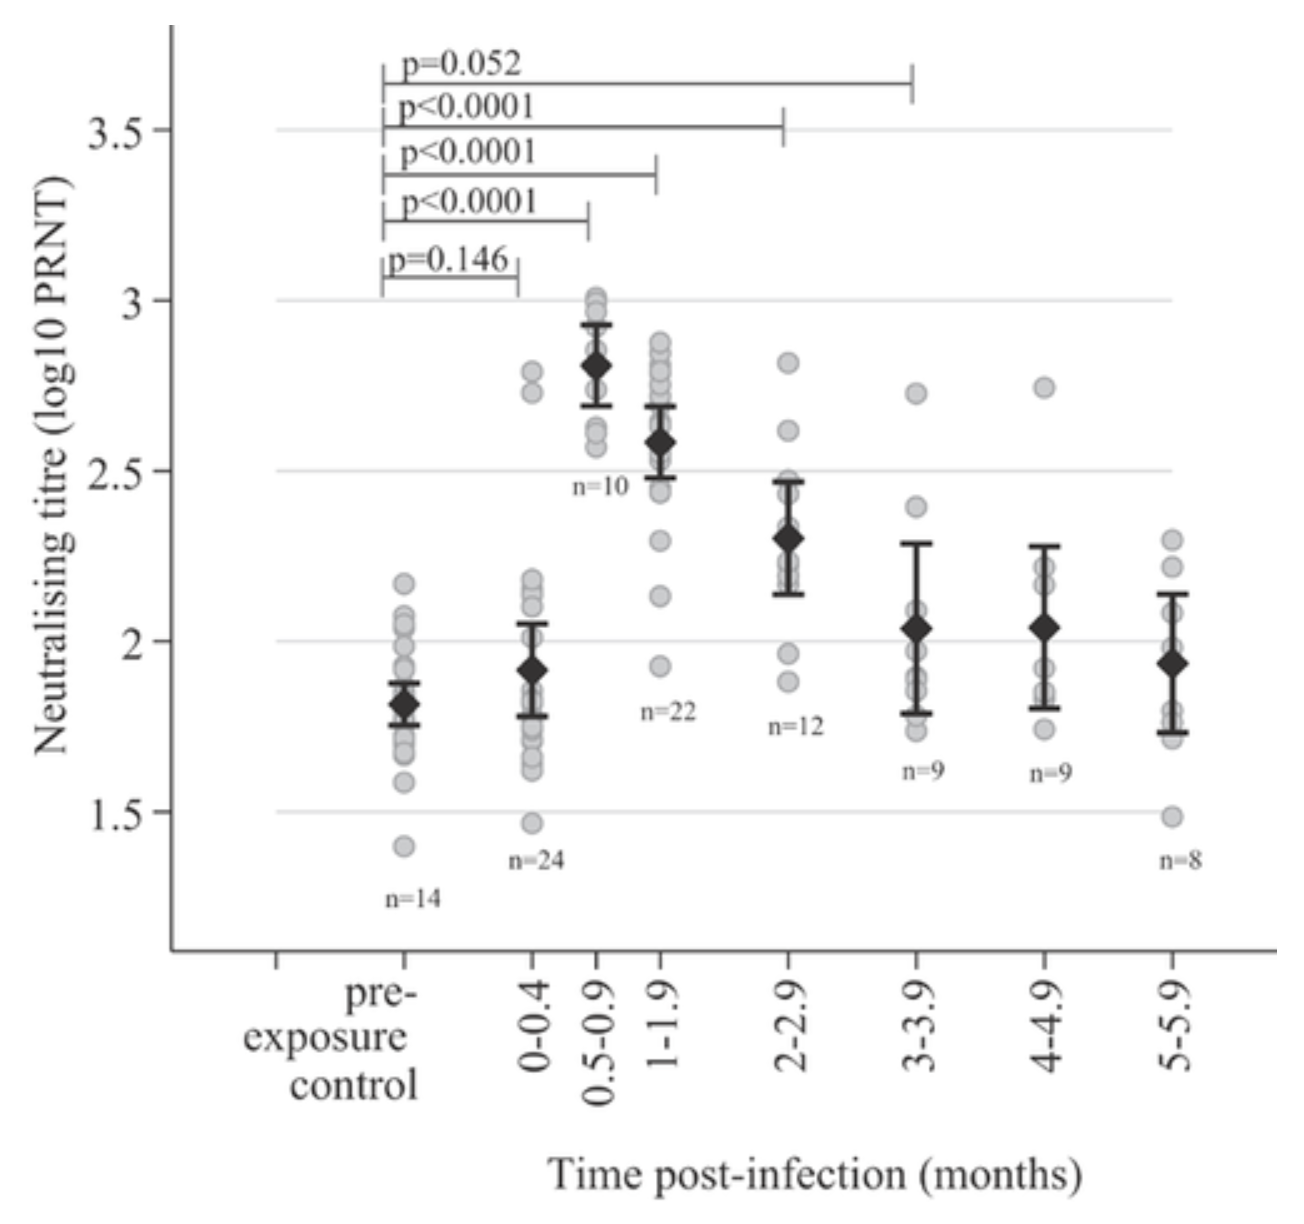 p=0.052
p<0.0001
p<0.0001
p<0.0001
p=0.146
3.5
3
2.5
2
1.5
Neutralising titre (log10 PRNT)
n=14
n=24
n=10
n=22
n=12
n=9
n=9
n=8
pre-
exposure
control
0-0.4
0.5-0.9
1-1.9
2-2.9
3-3.9
4-4.9
5-5.9
Time post-infection (months)